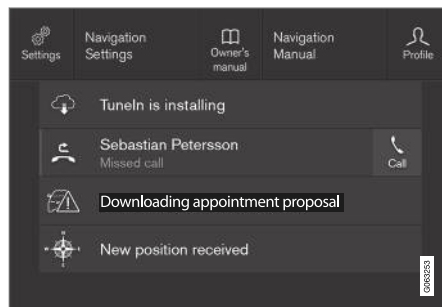 Navigation
Settings
Navigation
Manual
Settings
Owner's
manual
Profile
TuneIn is installing
Sebastian Petersson
Missed call
Call
Downloading appointment proposal
New position received
G063253